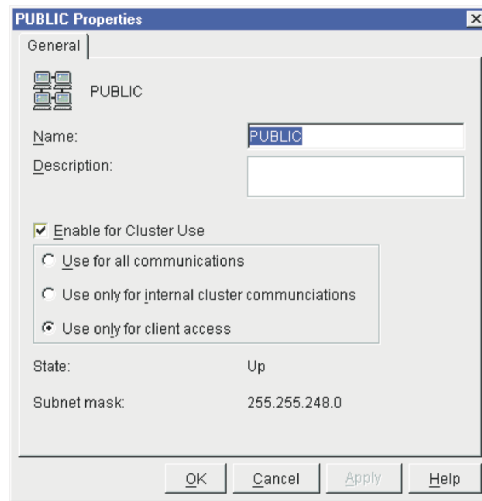 PUBLIC Properties
General
PUBLIC
Name: PUBLIC
Description:
Enable for Cluster Use
Use for all communications
Use only for internal cluster communciations
Use only for client access
State: Up
Subnet mask: 255.255.248.0
OK Cancel Apply Help